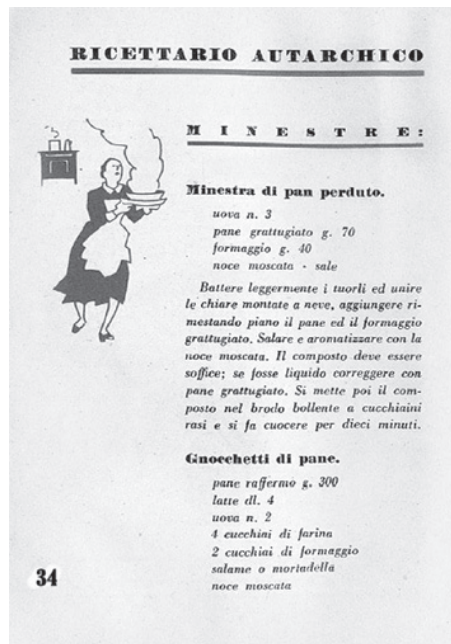 RICETTARIO AUTARCHICO
MINESTRE:
Minestra di pan perduto.
uova n. 3
pane grattugiato g. 70
formaggio g. 40
noce moscata - sale
Battere leggermente i tuorli ed unire
le chiare montate a neve, aggiungere ri-
mestando piano il pane ed il formaggio
grattugiato. Salare e aromatizzare con la
noce moscata. Il composto deve essere
soffice; se fosse liquido correggere con
pane grattugiato. Si mette poi il com-
posto nel brodo bollente a cucchiaini
rasi e si fa cuocere per dieci minuti.
Gnocchetti di pane.
pane raffermo g. 300
latte dl. 4
uova n. 2
4 cucchini di farina
2 cucchiai di formaggio
salame o mortadella
noce moscata
34